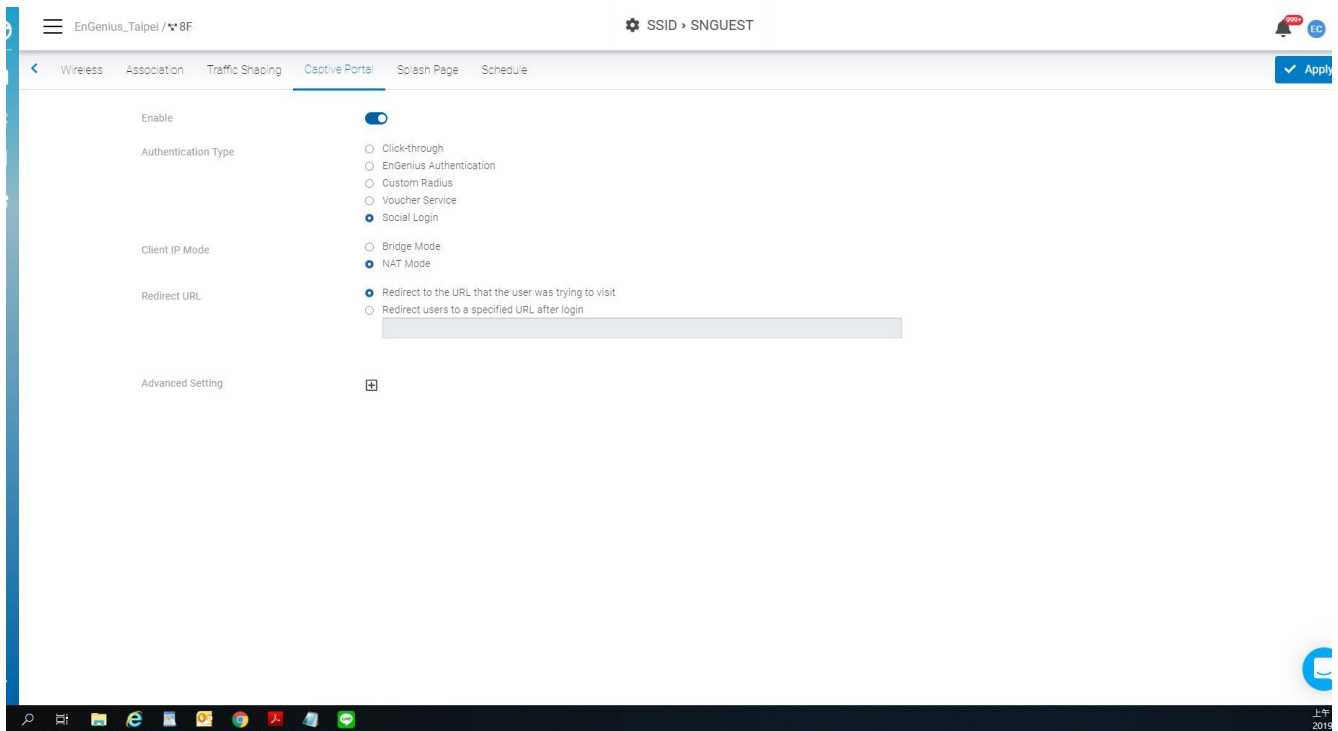 EnGenius_Taipei / 8F
SSID › SNGUEST
999+
EC
Wireless Association Traffic Shaping Captive Portal Splash Page Schedule
Apply
Enable
Authentication Type
Click-through
EnGenius Authentication
Custom Radius
Voucher Service
Social Login
Client IP Mode
Bridge Mode
NAT Mode
Redirect URL
Redirect to the URL that the user was trying to visit
Redirect users to a specified URL after login
Advanced Setting
上午
2019